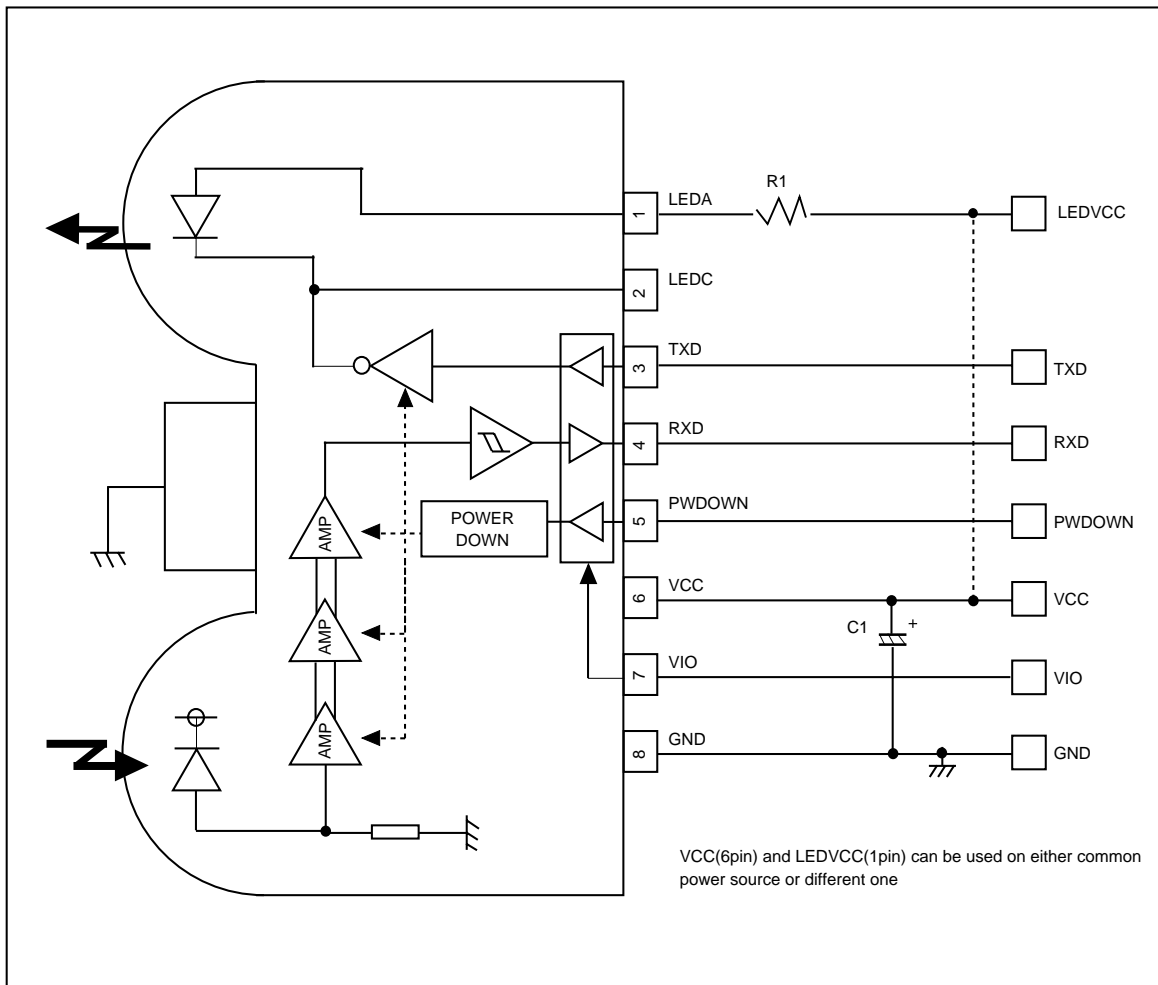 R1
1
LEDA
LEDVCC
2
LEDC
3
TXD
TXD
4
RXD
RXD
AMP
POWER
DOWN
5
PWDOWN
PWDOWN
AMP
6
VCC
VCC
C1
+
7
VIO
VIO
AMP
8
GND
GND
VCC(6pin) and LEDVCC(1pin) can be used on either common
power source or different one